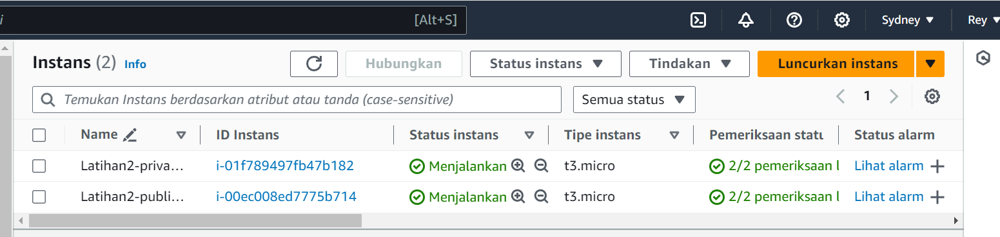 i [Alt+S] Sydney Rey
Instans (2) Info Hubungkan Status instans Tindakan Luncurkan instans
Temukan Instans berdasarkan atribut atau tanda (case-sensitive) Semua status 1
Name ID Instans Status instans Tipe instans Pemeriksaan statu Status alarm
Latihan2-priva... i-01f789497fb47b182 Menjalankan t3.micro 2/2 pemeriksaan l Lihat alarm
Latihan2-publi... i-00ec008ed7775b714 Menjalankan t3.micro 2/2 pemeriksaan l Lihat alarm